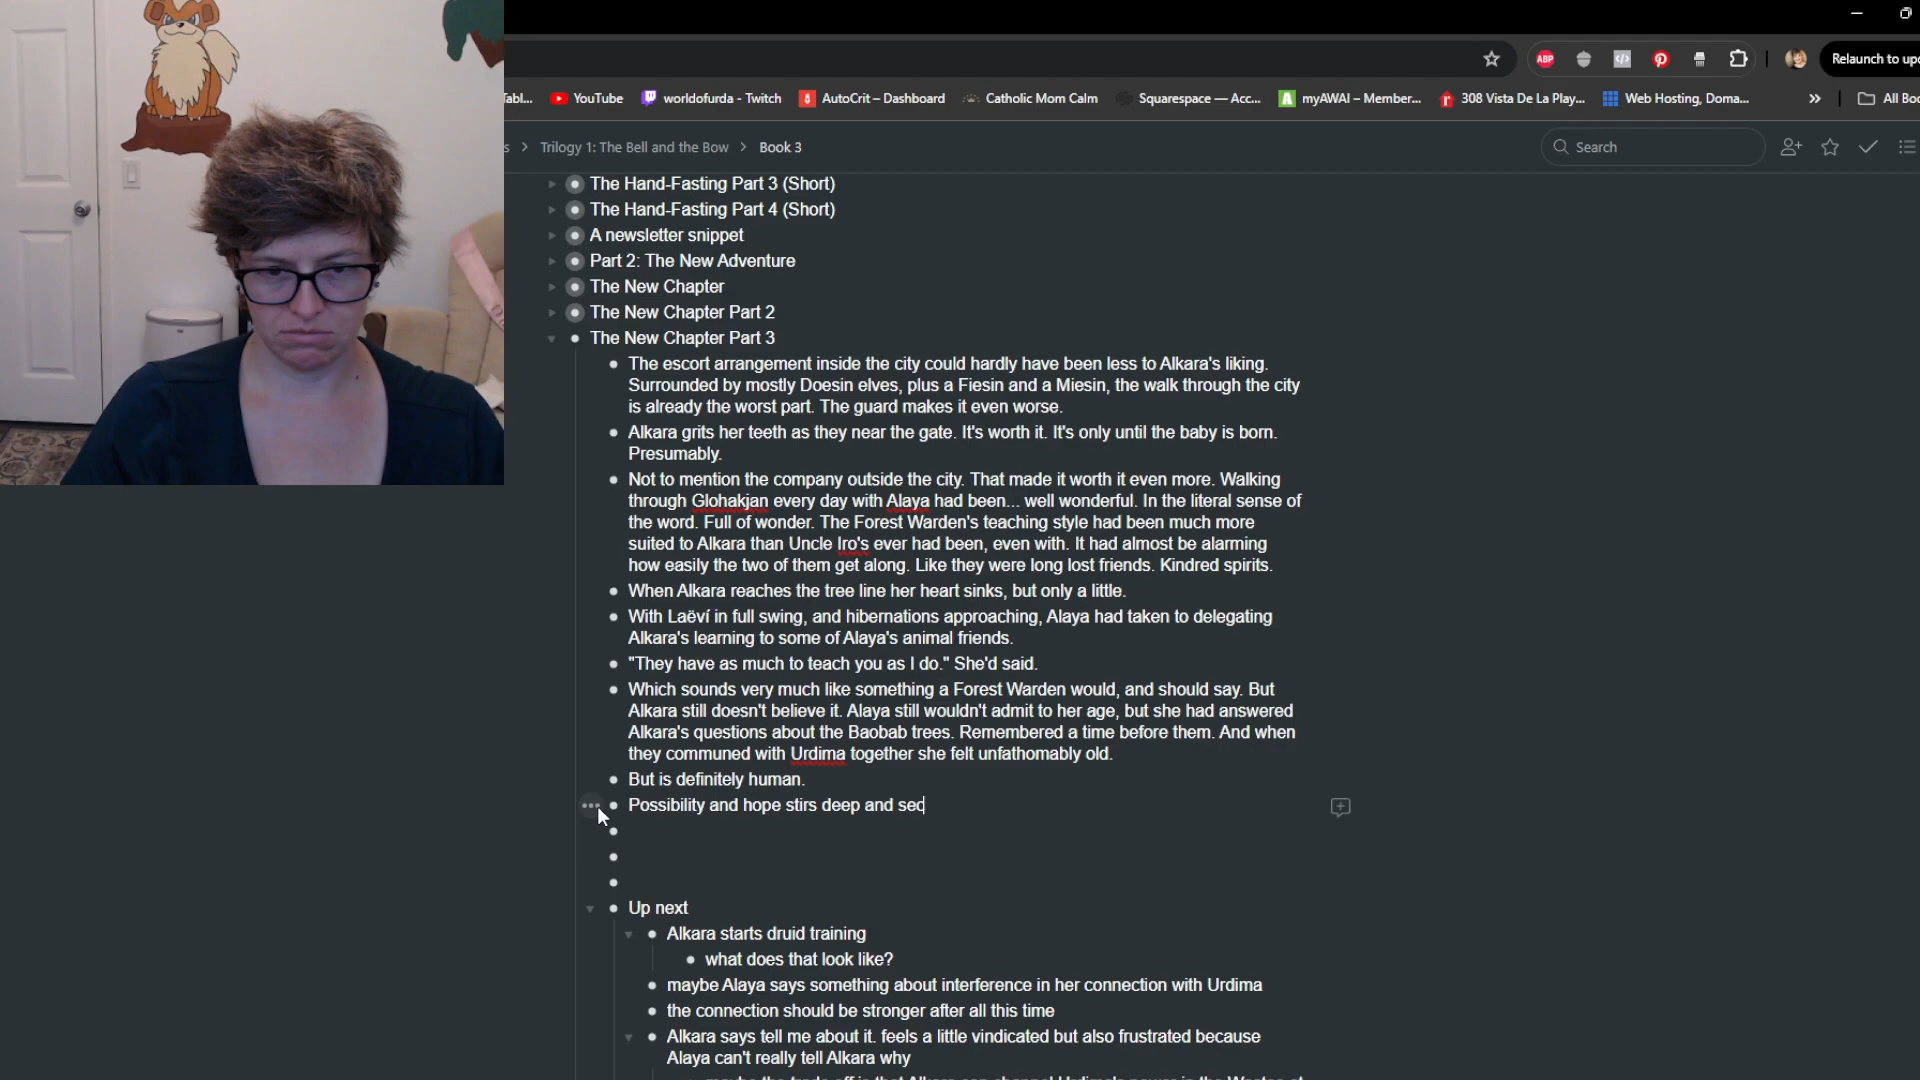 ABP
Relaunch to upd
Tabl...
YouTube
worldofurda - Twitch
AutoCrit – Dashboard
Catholic Mom Calm
Squarespace — Acc...
myAWAI – Member...
308 Vista De La Play...
Web Hosting, Doma...
»
All Boo
s > Trilogy 1: The Bell and the Bow > Book 3
Search
The Hand-Fasting Part 3 (Short)
The Hand-Fasting Part 4 (Short)
A newsletter snippet
Part 2: The New Adventure
The New Chapter
The New Chapter Part 2
The New Chapter Part 3
The escort arrangement inside the city could hardly have been less to Alkara's liking.
Surrounded by mostly Doesin elves, plus a Fiesin and a Miesin, the walk through the city
is already the worst part. The guard makes it even worse.
Alkara grits her teeth as they near the gate. It's worth it. It's only until the baby is born.
Presumably.
Not to mention the company outside the city. That made it worth it even more. Walking
through Glohakjan every day with Alaya had been... well wonderful. In the literal sense of
the word. Full of wonder. The Forest Warden's teaching style had been much more
suited to Alkara than Uncle Iro's ever had been, even with. It had almost be alarming
how easily the two of them get along. Like they were long lost friends. Kindred spirits.
When Alkara reaches the tree line her heart sinks, but only a little.
With Laëví in full swing, and hibernations approaching, Alaya had taken to delegating
Alkara's learning to some of Alaya's animal friends.
"They have as much to teach you as I do." She'd said.
Which sounds very much like something a Forest Warden would, and should say. But
Alkara still doesn't believe it. Alaya still wouldn't admit to her age, but she had answered
Alkara's questions about the Baobab trees. Remembered a time before them. And when
they communed with Urdima together she felt unfathomably old.
But is definitely human.
Possibility and hope stirs deep and sec
Up next
Alkara starts druid training
what does that look like?
maybe Alaya says something about interference in her connection with Urdima
the connection should be stronger after all this time
Alkara says tell me about it. feels a little vindicated but also frustrated because
Alaya can't really tell Alkara why